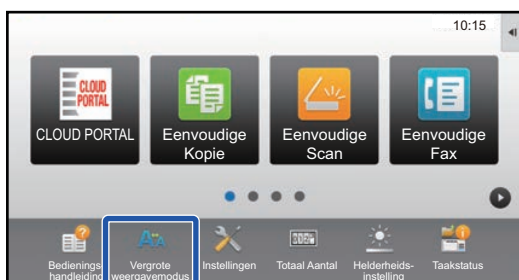 10:15
CLOUD
PORTAL
CLOUD PORTAL
Eenvoudige
Kopie
Eenvoudige
Scan
Eenvoudige
Fax
Bedienings
handleiding
Vergrote
weergavemodus
Instellingen
Totaal Aantal
Helderheids-
instelling
Taakstatus